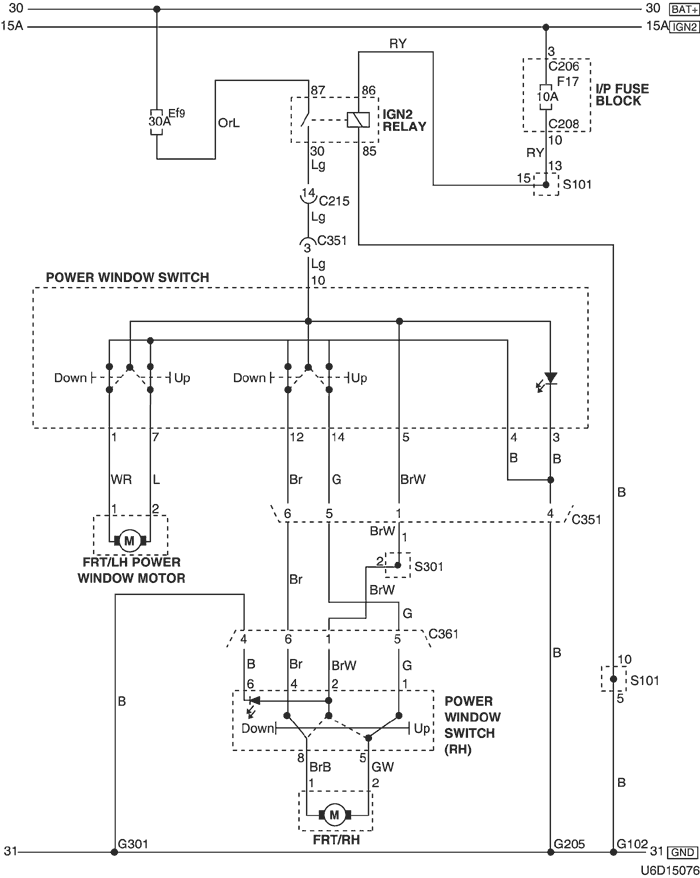 30 30 BAT+
15A 15A IGN2
RY 3
C206
87 86 F17 I/P FUSE
Ef9 10A BLOCK
30A OrL IGN2
RELAY C208
10
30 85 RY
Lg 13
14 C215 15 S101
Lg
C351
3
Lg
POWER WINDOW SWITCH 10
Down Up Down Up
1 7 12 14 5 4 3
B B
WR L Br G BrW
B
1 2 6 5 1 4 C351
BrW 1
M
FRT/LH POWER 2 S301
WINDOW MOTOR
Br BrW
G
4 6 1 5 C361
B
B Br BrW G 10
6 4 2 1 S101
B 5
POWER
WINDOW
Down Up SWITCH
(RH)
8 5
BrB GW
1 2 B
M
FRT/RH
31 G301 G205 G102 31 GND
U6D15076